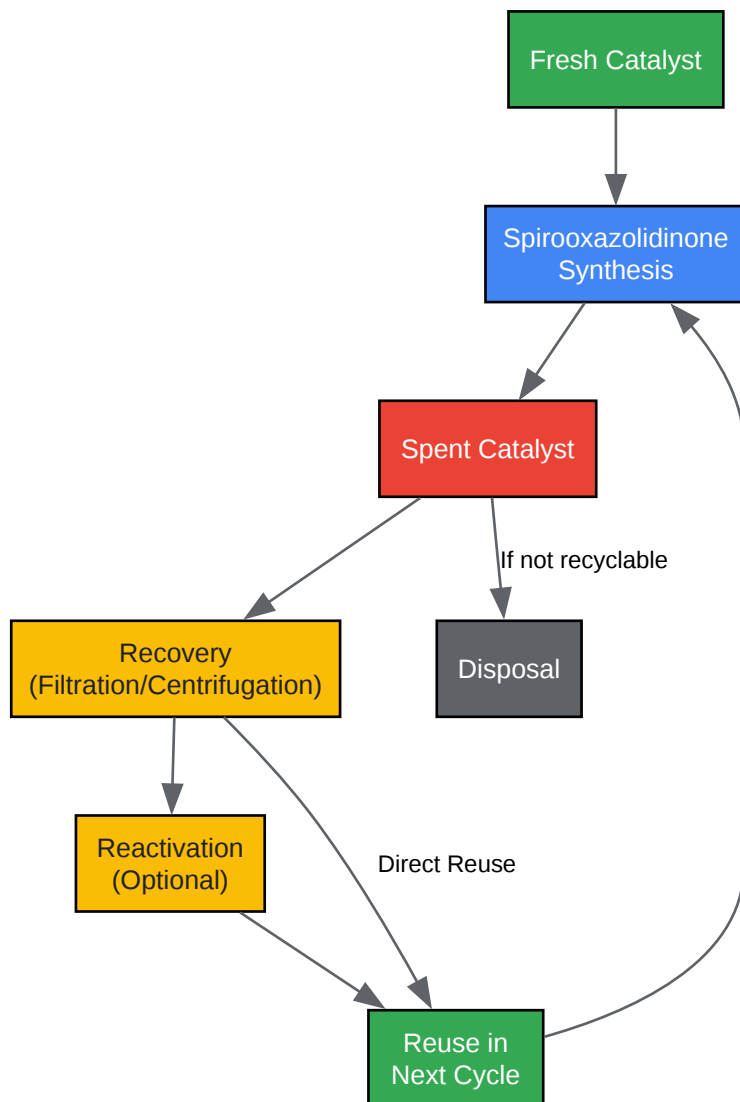 Fresh Catalyst
Spirooxazolidinone
Synthesis
Spent Catalyst
If not recyclable
Recovery
(Filtration/Centrifugation)
Disposal
Reactivation
(Optional)
Direct Reuse
Reuse in
Next Cycle